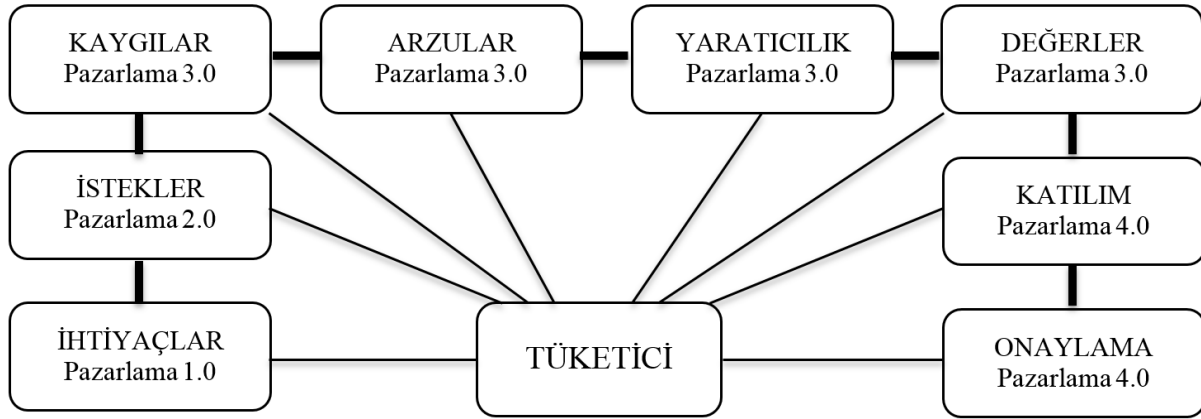 KAYGILAR
Pazarlama 3.0
ARZULAR
Pazarlama 3.0
YARATICILIK
Pazarlama 3.0
DEĞERLER
Pazarlama 3.0
İSTEKLER
Pazarlama 2.0
KATILIM
Pazarlama 4.0
İHTİYAÇLAR
Pazarlama 1.0
TÜKETİCİ
ONAYLAMA
Pazarlama 4.0